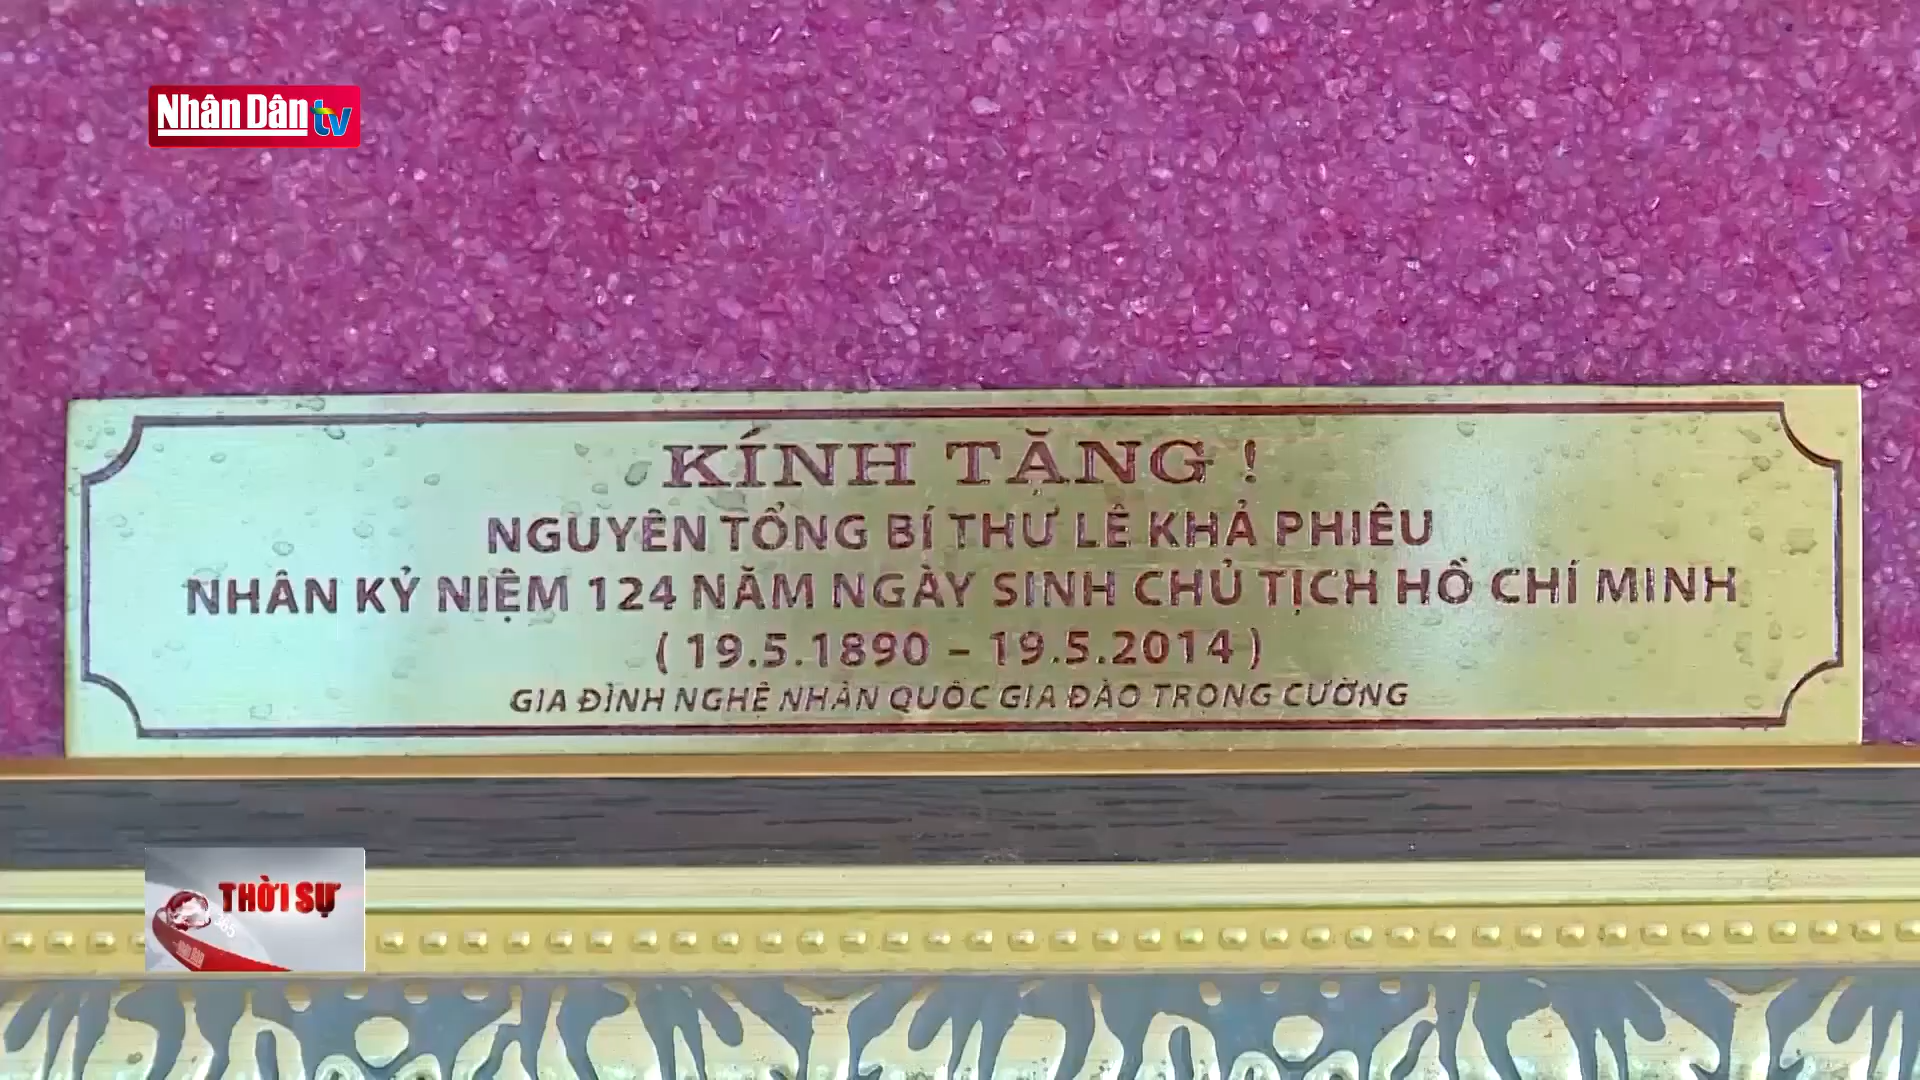 Nhân Dân tv
KÍNH TẶNG !
NGUYÊN TỔNG BÍ THƯ LÊ KHẢ PHIÊU
NHÂN KỶ NIỆM 124 NĂM NGÀY SINH CHỦ TỊCH HỒ CHÍ MINH
( 19.5.1890 – 19.5.2014 )
GIA ĐÌNH NGHỆ NHÂN QUỐC GIA ĐÀO TRỌNG CƯỜNG
THỜI SỰ
365